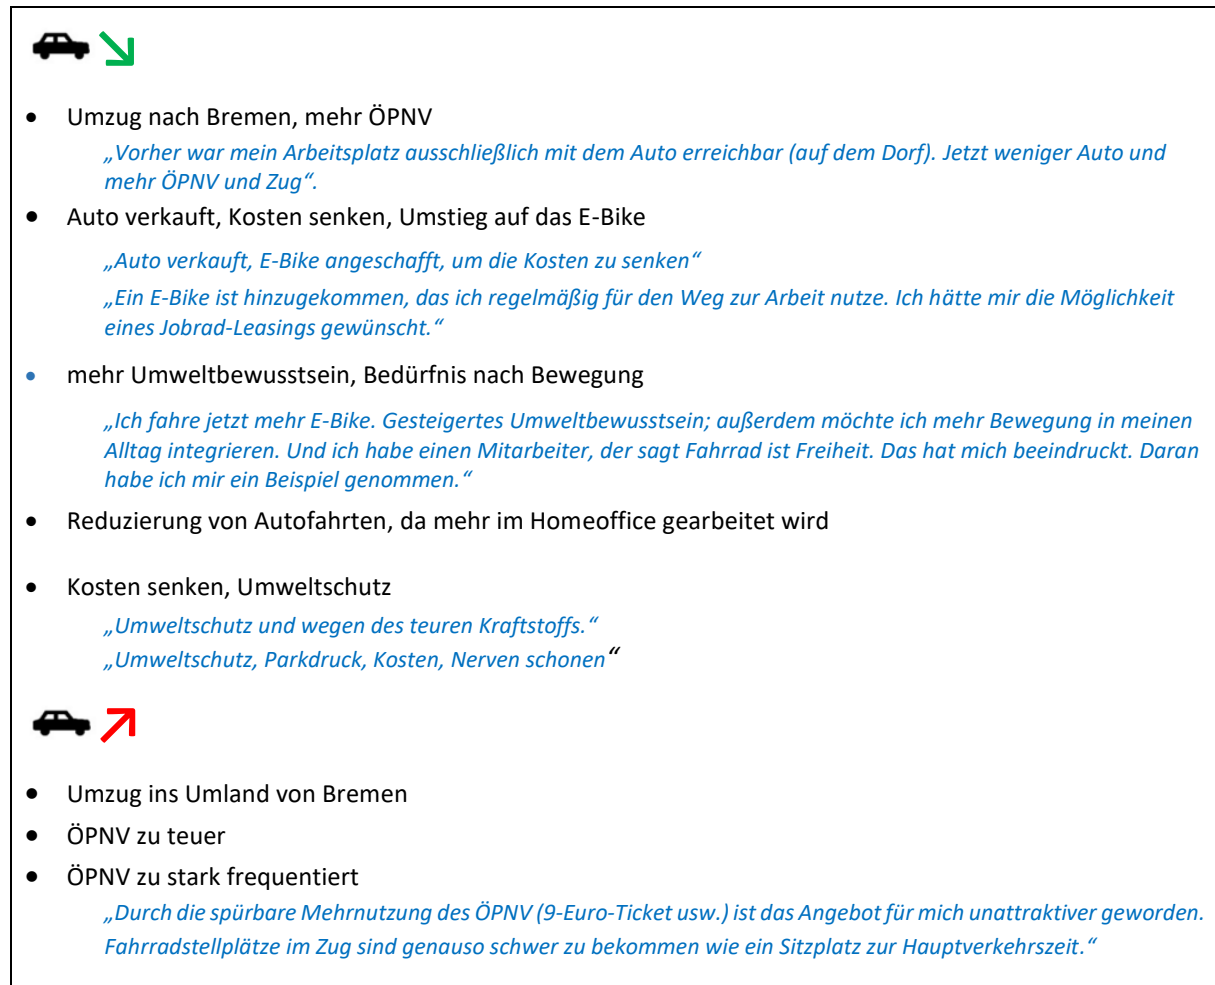 • Umzug nach Bremen, mehr ÖPNV
„Vorher war mein Arbeitsplatz ausschließlich mit dem Auto erreichbar (auf dem Dorf). Jetzt weniger Auto und
mehr ÖPNV und Zug“.
• Auto verkauft, Kosten senken, Umstieg auf das E-Bike
„Auto verkauft, E-Bike angeschafft, um die Kosten zu senken“
„Ein E-Bike ist hinzugekommen, das ich regelmäßig für den Weg zur Arbeit nutze. Ich hätte mir die Möglichkeit
eines Jobrad-Leasings gewünscht.“
• mehr Umweltbewusstsein, Bedürfnis nach Bewegung
„Ich fahre jetzt mehr E-Bike. Gesteigertes Umweltbewusstsein; außerdem möchte ich mehr Bewegung in meinen
Alltag integrieren. Und ich habe einen Mitarbeiter, der sagt Fahrrad ist Freiheit. Das hat mich beeindruckt. Daran
habe ich mir ein Beispiel genommen.“
• Reduzierung von Autofahrten, da mehr im Homeoffice gearbeitet wird
• Kosten senken, Umweltschutz
„Umweltschutz und wegen des teuren Kraftstoffs.“
„Umweltschutz, Parkdruck, Kosten, Nerven schonen“
• Umzug ins Umland von Bremen
• ÖPNV zu teuer
• ÖPNV zu stark frequentiert
„Durch die spürbare Mehrnutzung des ÖPNV (9-Euro-Ticket usw.) ist das Angebot für mich unattraktiver geworden.
Fahrradstellplätze im Zug sind genauso schwer zu bekommen wie ein Sitzplatz zur Hauptverkehrszeit.“